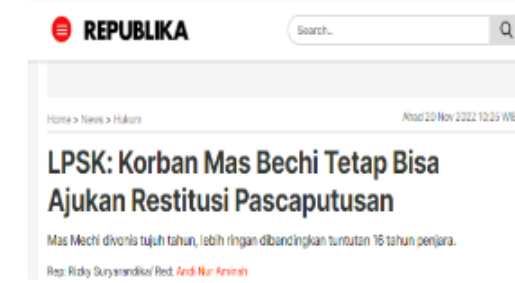 REPUBLIKA
Search...
Home > News > Hukum
Ahad 20 Nov 2022 10:25 WIB
LPSK: Korban Mas Bechi Tetap Bisa
Ajukan Restitusi Pascaputusan
Mas Mechi divonis tujuh tahun, lebih ringan dibandingkan tuntutan 16 tahun penjara.
Rep: Rizky Suryarandika/ Red: Andi Nur Aminah